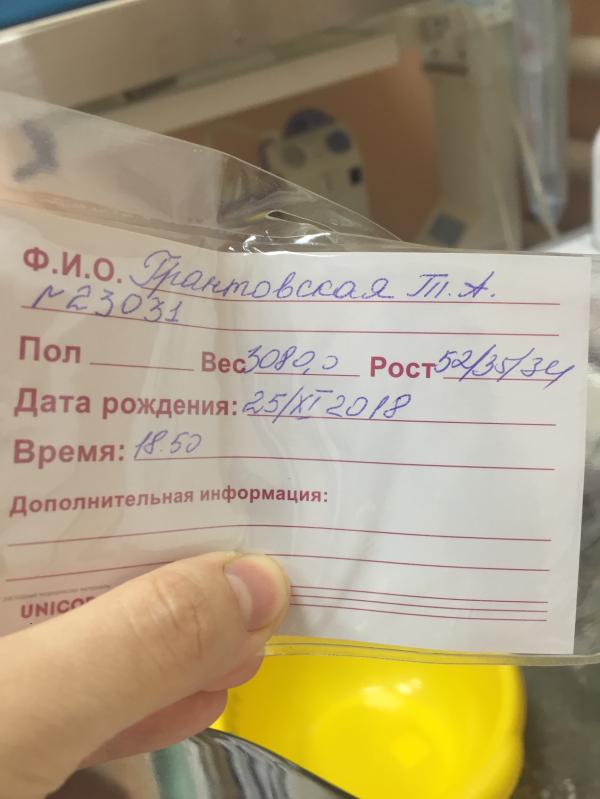 Ф.И.О. Грантовская Т.А.
№23031
Пол Вес 3080,0 Рост 52/35/34
Дата рождения: 25/XI 2018
Время: 18.50
Дополнительная информация: